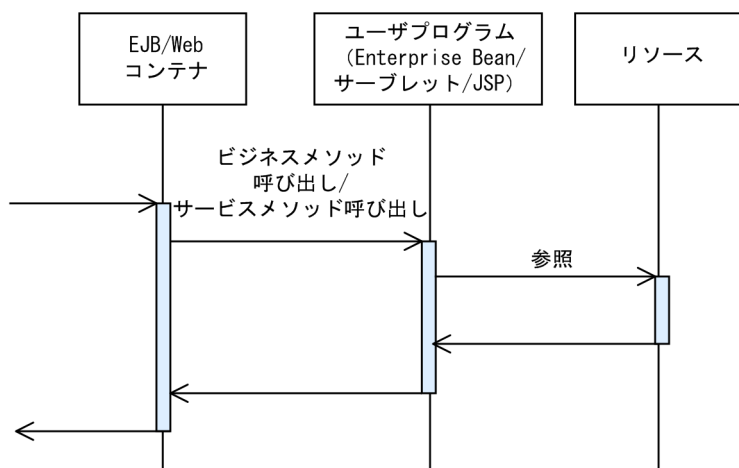 EJB/Web
コンテナ
ユーザプログラム
(Enterprise Bean/
サーブレット/JSP)
リソース
ビジネスメソッド
呼び出し/
サービスメソッド呼び出し
参照